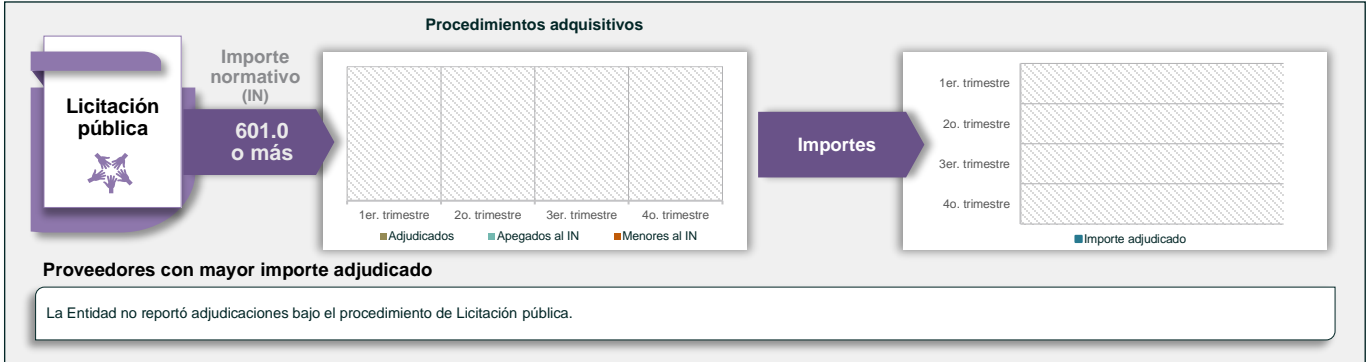 Procedimientos adquisitivos
Licitación
pública
Importe
normativo
(IN)
601.0
o más
1er. trimestre 2o. trimestre 3er. trimestre 4o. trimestre
Adjudicados Apegados al IN Menores al IN
Importes
1er. trimestre
2o. trimestre
3er. trimestre
4o. trimestre
Importe adjudicado
Proveedores con mayor importe adjudicado
La Entidad no reportó adjudicaciones bajo el procedimiento de Licitación pública.